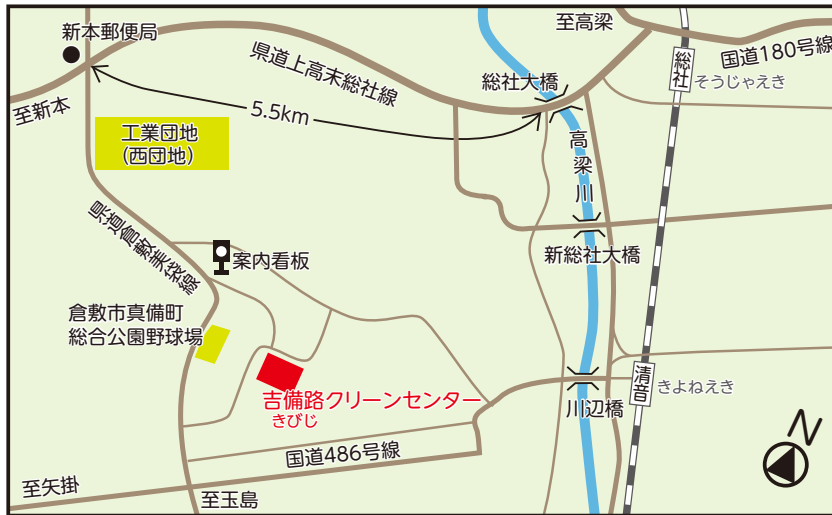 新本郵便局
至高梁
国道180号線
県道上高末総社線
総社大橋
総社
そうじゃえき
至新本
5.5km
工業団地
(西団地)
高梁川
県道倉敷美袋線
案内看板
新総社大橋
倉敷市真備町
総合公園野球場
吉備路クリーンセンター
きびじ
清音
きよねえき
川辺橋
国道486号線
至矢掛
至玉島
N